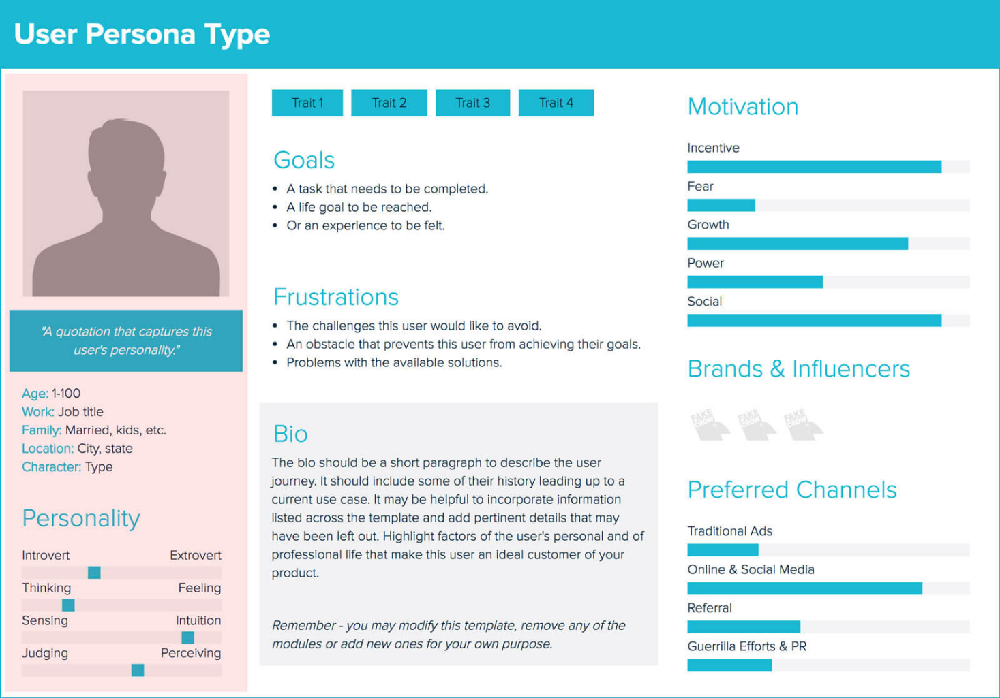 User Persona Type
"A quotation that captures this
user's personality."
Age: 1-100
Work: Job title
Family: Married, kids, etc.
Location: City, state
Character: Type
Personality
Introvert Extrovert
Thinking Feeling
Sensing Intuition
Judging Perceiving
Trait 1 Trait 2 Trait 3 Trait 4
Goals
• A task that needs to be completed.
• A life goal to be reached.
• Or an experience to be felt.
Frustrations
• The challenges this user would like to avoid.
• An obstacle that prevents this user from achieving their goals.
• Problems with the available solutions.
Bio
The bio should be a short paragraph to describe the user
journey. It should include some of their history leading up to a
current use case. It may be helpful to incorporate information
listed across the template and add pertinent details that may
have been left out. Highlight factors of the user's personal and of
professional life that make this user an ideal customer of your
product.
Remember - you may modify this template, remove any of the
modules or add new ones for your own purpose.
Motivation
Incentive
Fear
Growth
Power
Social
Brands & Influencers
FAKE
CROW
FAKE
CROW
FAKE
CROW
Preferred Channels
Traditional Ads
Online & Social Media
Referral
Guerrilla Efforts & PR